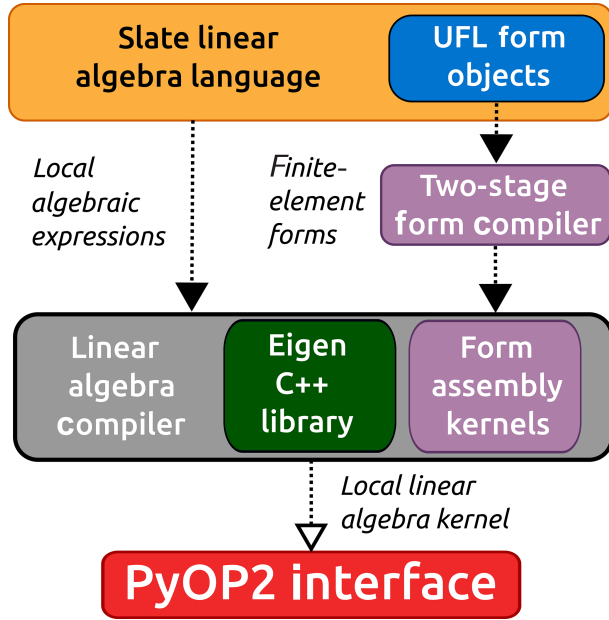 Slate linear
algebra language
UFL form
objects
Local
algebraic
expressions
Finite-
element
forms
Two-stage
form compiler
Linear
algebra
compiler
Eigen
C++
library
Form
assembly
kernels
Local linear
algebra kernel
PyOP2 interface